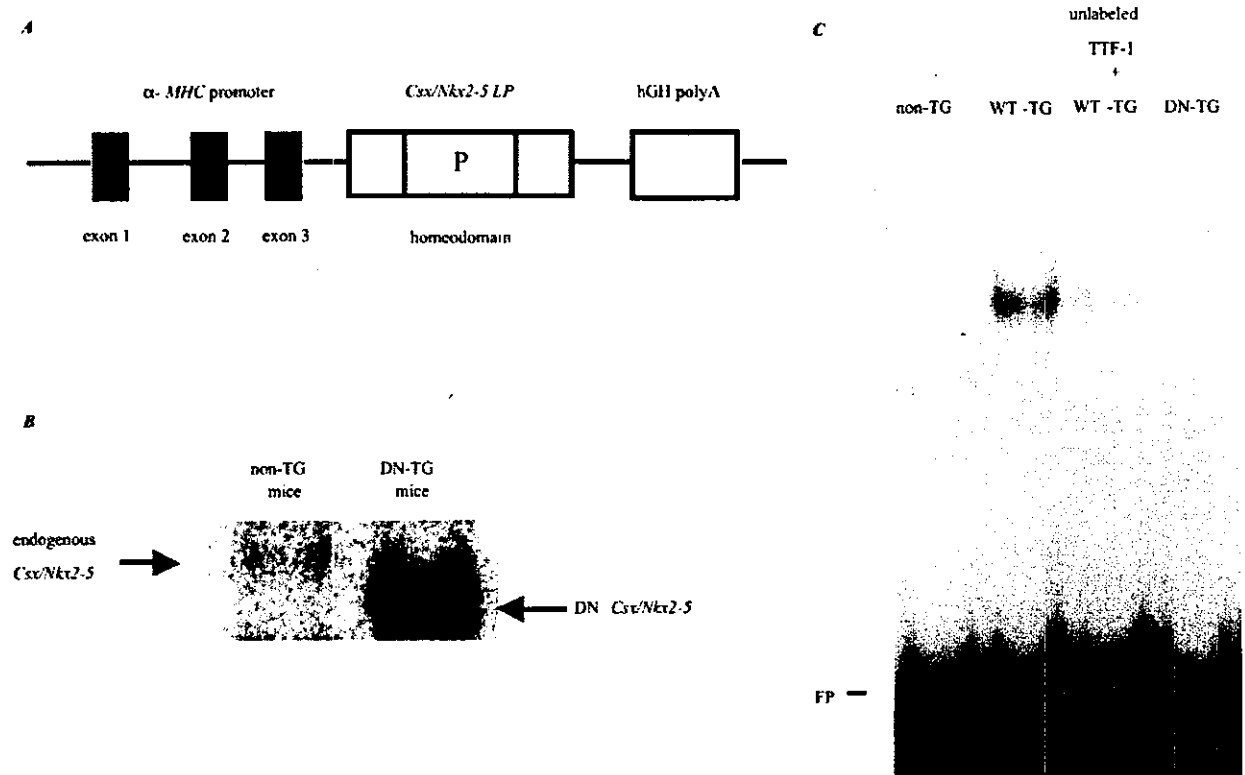 A
α- MHC promoter
Csx/Nkx2-5 LP
hGH polyA
P
exon 1
exon 2
exon 3
homeodomain
B
non-TG
mice
DN-TG
mice
endogenous
Csx/Nkx2-5
DN Csx/Nkx2-5
C
unlabeled
TTF-1
+
non-TG
WT -TG
WT -TG
DN-TG
FP